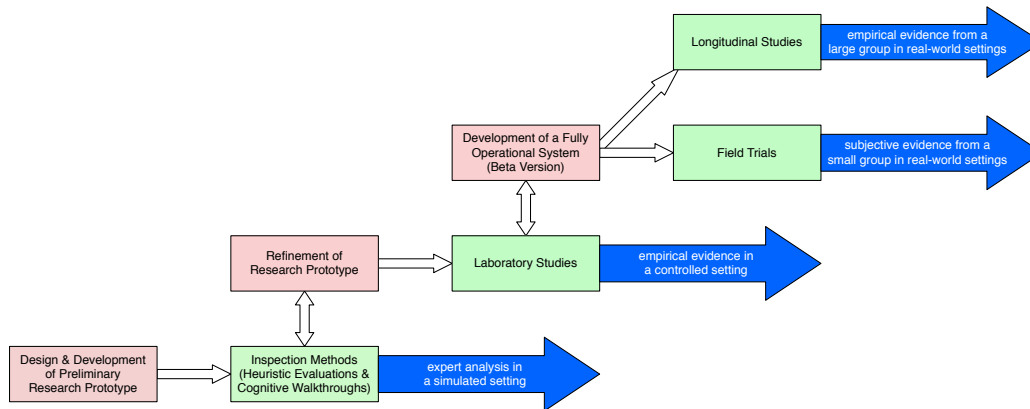 Longitudinal Studies
empirical evidence from a
large group in real-world settings
Development of a Fully
Operational System
(Beta Version)
Field Trials
subjective evidence from a
small group in real-world settings
Refinement of
Research Prototype
Laboratory Studies
empirical evidence in
a controlled setting
Design & Development
of Preliminary
Research Prototype
Inspection Methods
(Heuristic Evaluations &
Cognitive Walkthroughs)
expert analysis in
a simulated setting